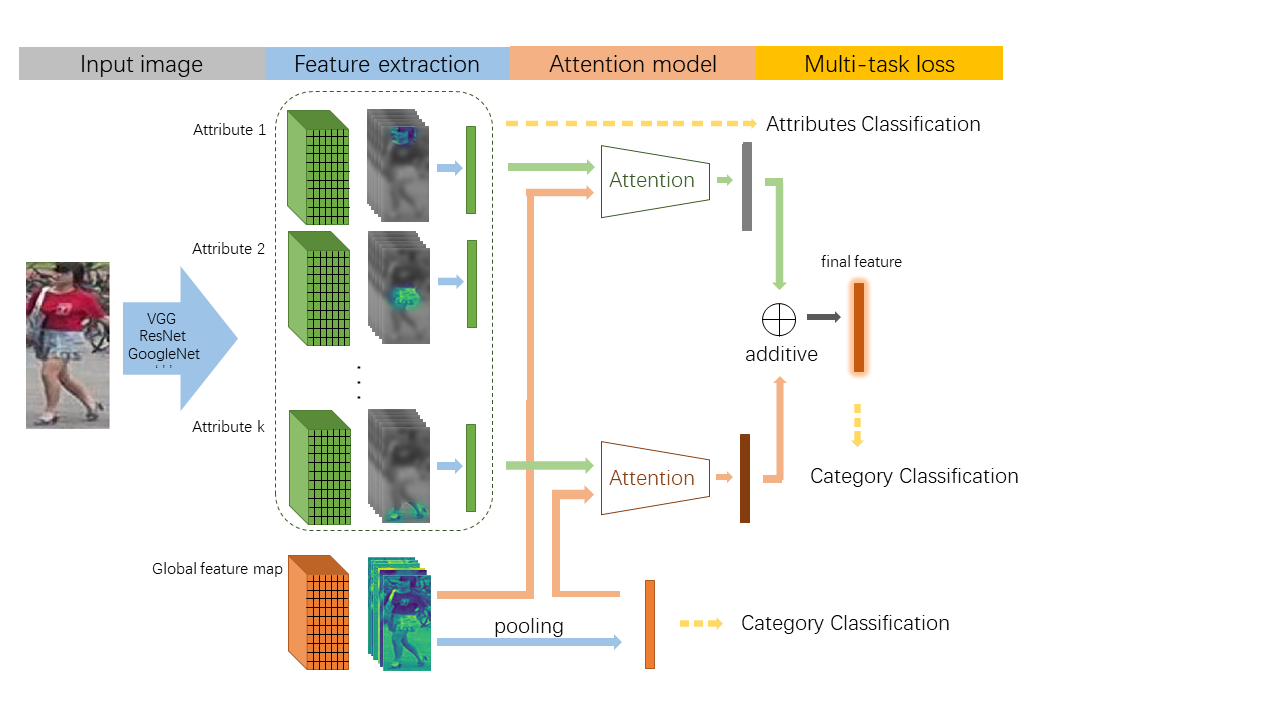 Input image
Feature extraction
Attention model
Multi-task loss
Attribute 1
Attributes Classification
Attention
Attribute 2
final feature
VGG
ResNet
GoogleNet
...
additive
Attribute k
Attention
Category Classification
Global feature map
pooling
Category Classification